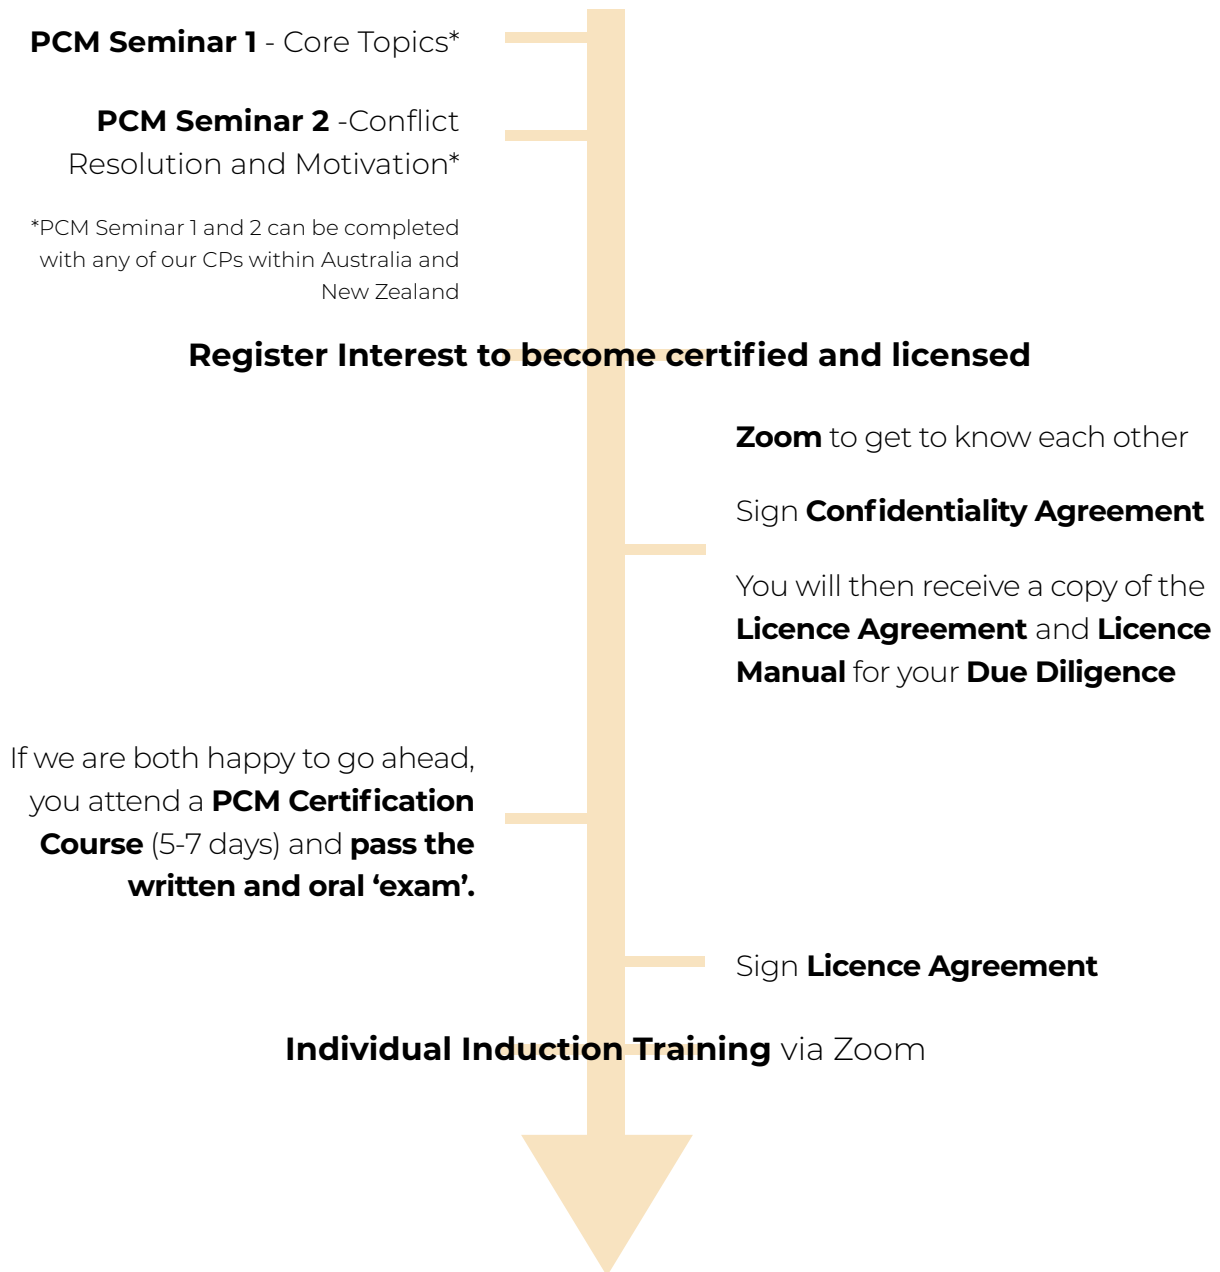 PCM Seminar 1 - Core Topics*
PCM Seminar 2 -Conflict
Resolution and Motivation*
*PCM Seminar 1 and 2 can be completed
with any of our CPs within Australia and
New Zealand
Register Interest to become certified and licensed
Zoom to get to know each other
Sign Confidentiality Agreement
You will then receive a copy of the
Licence Agreement and Licence
Manual for your Due Diligence
If we are both happy to go ahead,
you attend a PCM Certification
Course (5-7 days) and pass the
written and oral ‘exam’.
Sign Licence Agreement
Individual Induction Training via Zoom